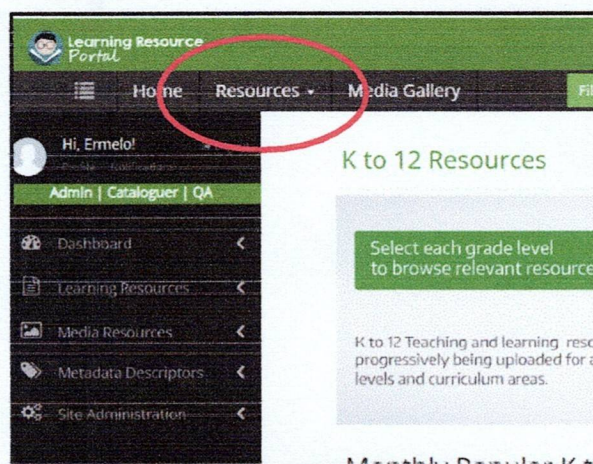 Learning Resource
Portal
Home Resources Media Gallery
Hi, Ermelo!
Admin | Cataloguer | QA
Dashboard
Learning Resources
Media Resources
Metadata Descriptors
Site Administration
K to 12 Resources
Select each grade level
to browse relevant resource
K to 12 Teaching and learning reso
progressively being uploaded for a
levels and curriculum areas.
Monthly Popular K t